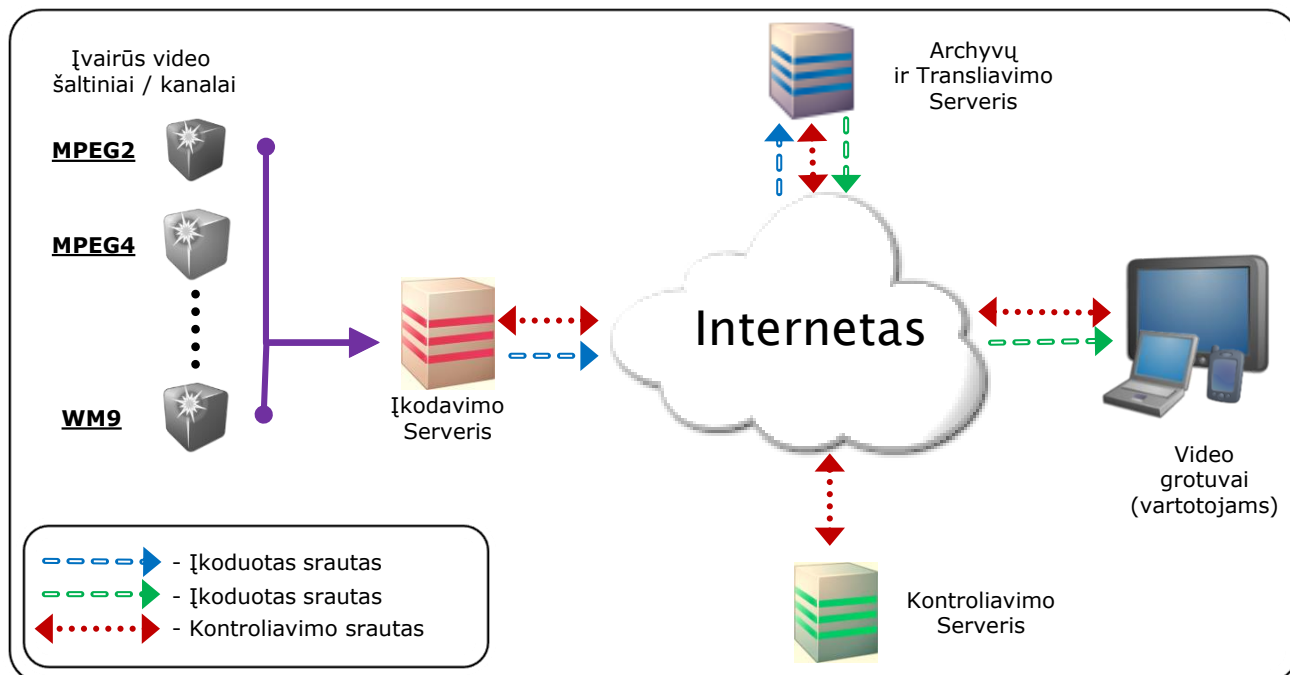 Įvairūs video
šaltiniai / kanalai
MPEG2
MPEG4
WM9
Įkodavimo
Serveris
Internetas
Archyvų
ir Transliavimo
Serveris
Video
grotuvai
(vartotojams)
Kontroliavimo
Serveris
- Įkoduotas srautas
- Įkoduotas srautas
- Kontroliavimo srautas